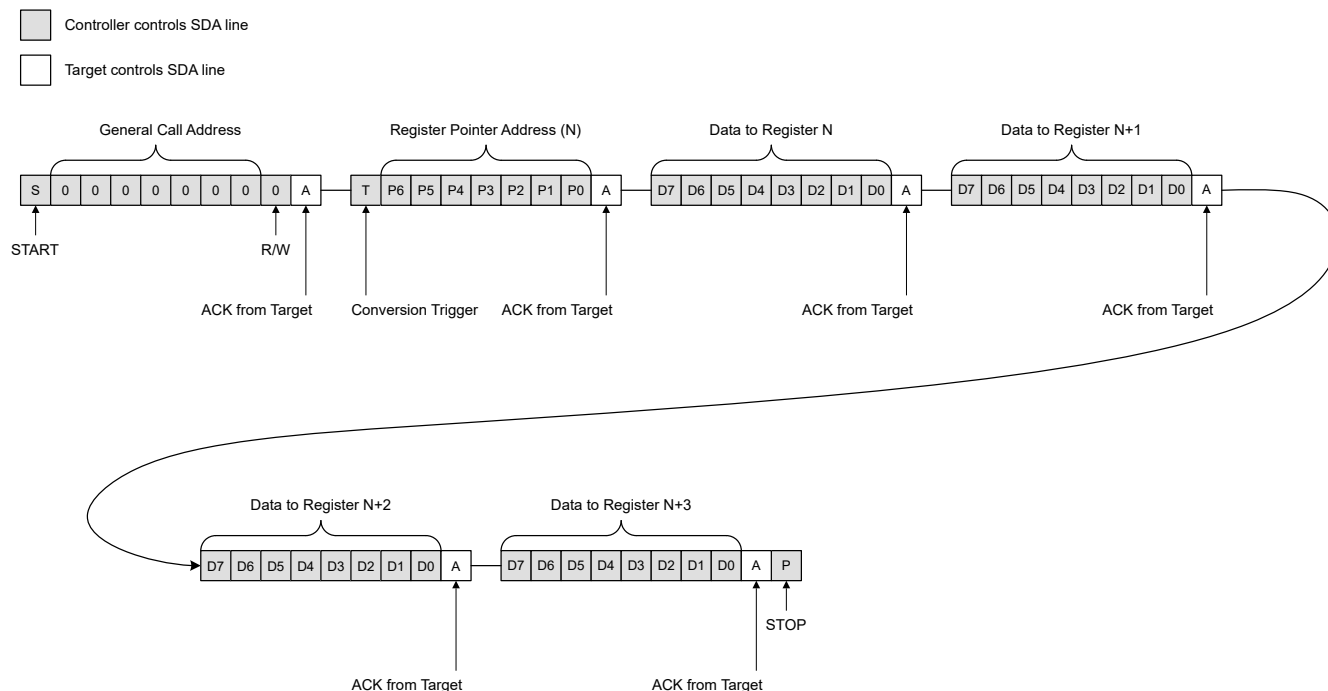 Controller controls SDA line
Target controls SDA line
General Call Address
Register Pointer Address (N)
Data to Register N
Data to Register N+1
S 0 0 0 0 0 0 0 0 A
T P6 P5 P4 P3 P2 P1 P0 A
D7 D6 D5 D4 D3 D2 D1 D0 A
D7 D6 D5 D4 D3 D2 D1 D0 A
START
R/W
ACK from Target
Conversion Trigger
ACK from Target
ACK from Target
ACK from Target
Data to Register N+2
Data to Register N+3
D7 D6 D5 D4 D3 D2 D1 D0 A
D7 D6 D5 D4 D3 D2 D1 D0 A P
STOP
ACK from Target
ACK from Target